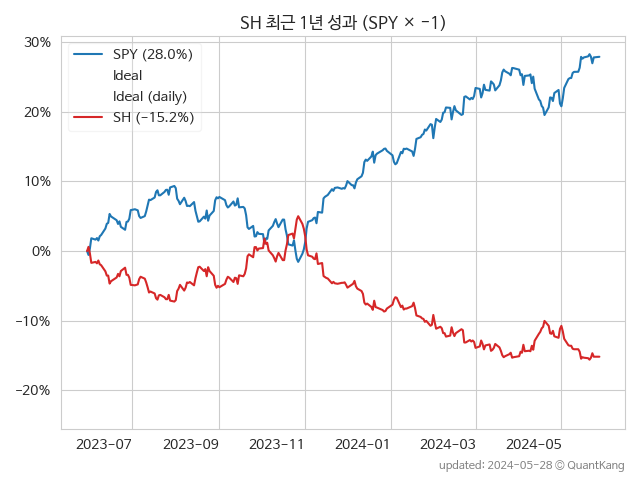 SH 최근 1년 성과 (SPY × −1)
30%
20%
10%
0%
−10%
−20%
SPY (28.0%)
Ideal
Ideal (daily)
SH (−15.2%)
2023−07 2023−09 2023−11 2024−01 2024−03 2024−05
updated: 2024−05−28 © QuantKang